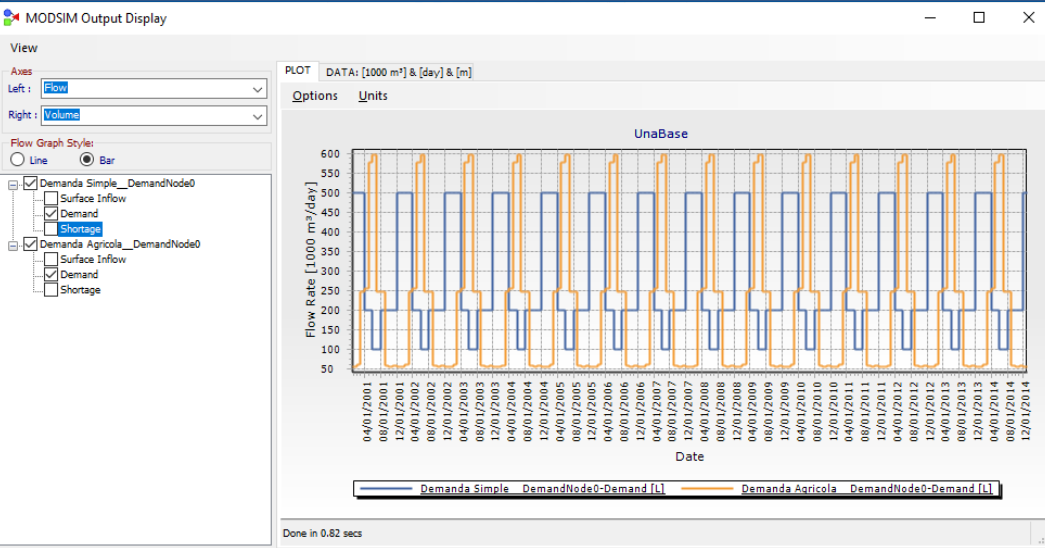 MODSIM Output Display
View
Axes
Left : Flow
Right : Volume
Flow Graph Style:
Line Bar
Demanda Simple__DemandNode0
Surface Inflow
Demand
Shortage
Demanda Agricola__DemandNode0
Surface Inflow
Demand
Shortage
PLOT DATA: [1000 m³] & [day] & [m]
Options Units
UnaBase
600
550
500
450
400
350
300
250
200
150
100
50
Flow Rate [1000 m³/day]
04/01/2001
08/01/2001
12/01/2001
04/01/2002
08/01/2002
12/01/2002
04/01/2003
08/01/2003
12/01/2003
04/01/2004
08/01/2004
12/01/2004
04/01/2005
08/01/2005
12/01/2005
04/01/2006
08/01/2006
12/01/2006
04/01/2007
08/01/2007
12/01/2007
04/01/2008
08/01/2008
12/01/2008
04/01/2009
08/01/2009
12/01/2009
04/01/2010
08/01/2010
12/01/2010
04/01/2011
08/01/2011
12/01/2011
04/01/2012
08/01/2012
12/01/2012
04/01/2013
08/01/2013
12/01/2013
04/01/2014
08/01/2014
12/01/2014
Date
Demanda Simple DemandNode0-Demand [L] Demanda Agricola DemandNode0-Demand [L]
Done in 0.82 secs